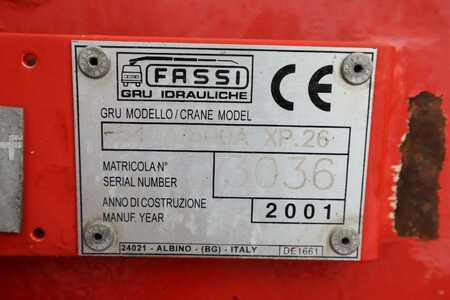 FASSI
GRU IDRAULICHE
CE
GRU MODELLO/CRANE MODEL
XP.26
MATRICOLA N°
SERIAL NUMBER
3036
ANNO DI COSTRUZIONE
MANUF. YEAR
2001
24021 - ALBINO - (BG) - ITALY
DE1661